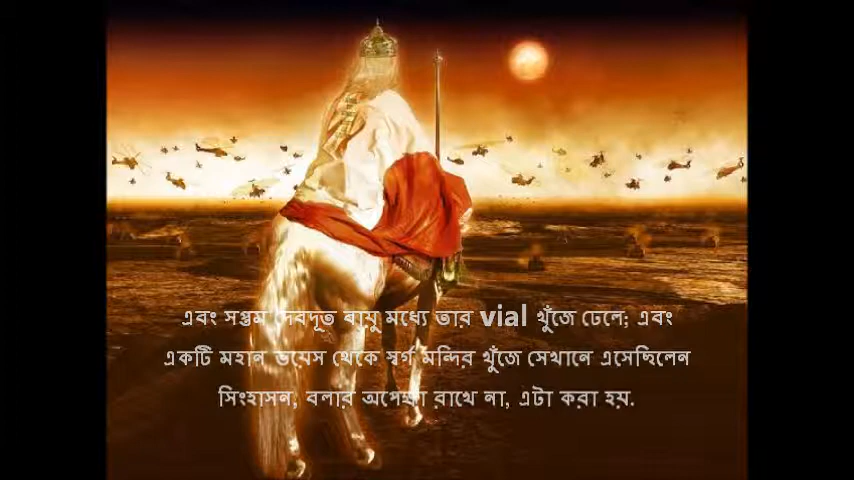 এবং সপ্তম দেবদূত বায়ু মধ্যে তার vial খুঁজে ঢেলে; এবং
একটি মহান ভয়েস থেকে স্বর্গ মন্দির খুঁজে সেখানে এসেছিলেন
সিংহাসন, বলার অপেক্ষা রাখে না, এটা করা হয়.